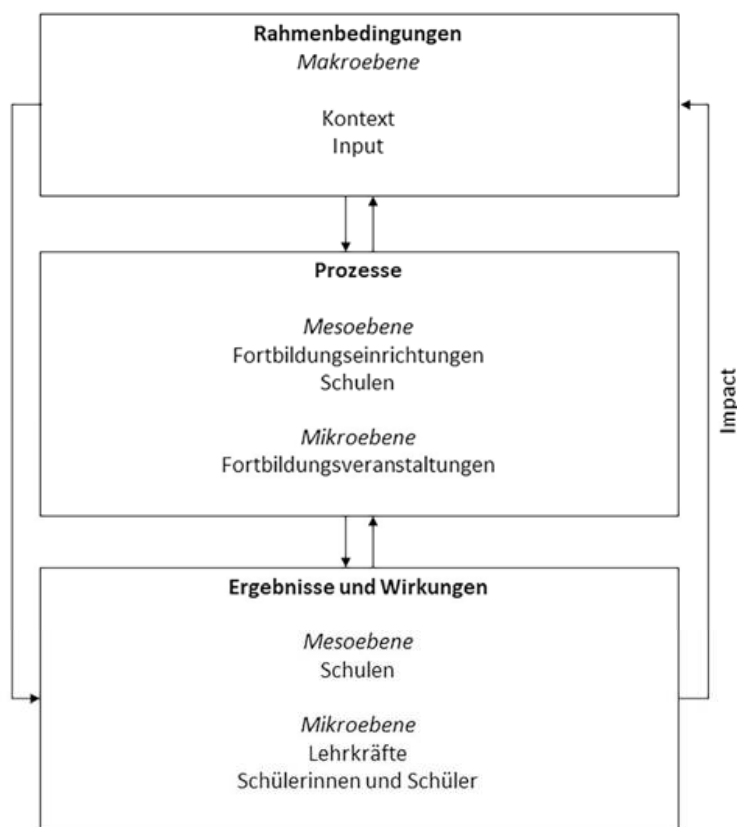 Rahmenbedingungen
Makroebene
Kontext
Input
Prozesse
Mesoebene
Fortbildungseinrichtungen
Schulen
Mikroebene
Fortbildungsveranstaltungen
Impact
Ergebnisse und Wirkungen
Mesoebene
Schulen
Mikroebene
Lehrkräfte
Schülerinnen und Schüler